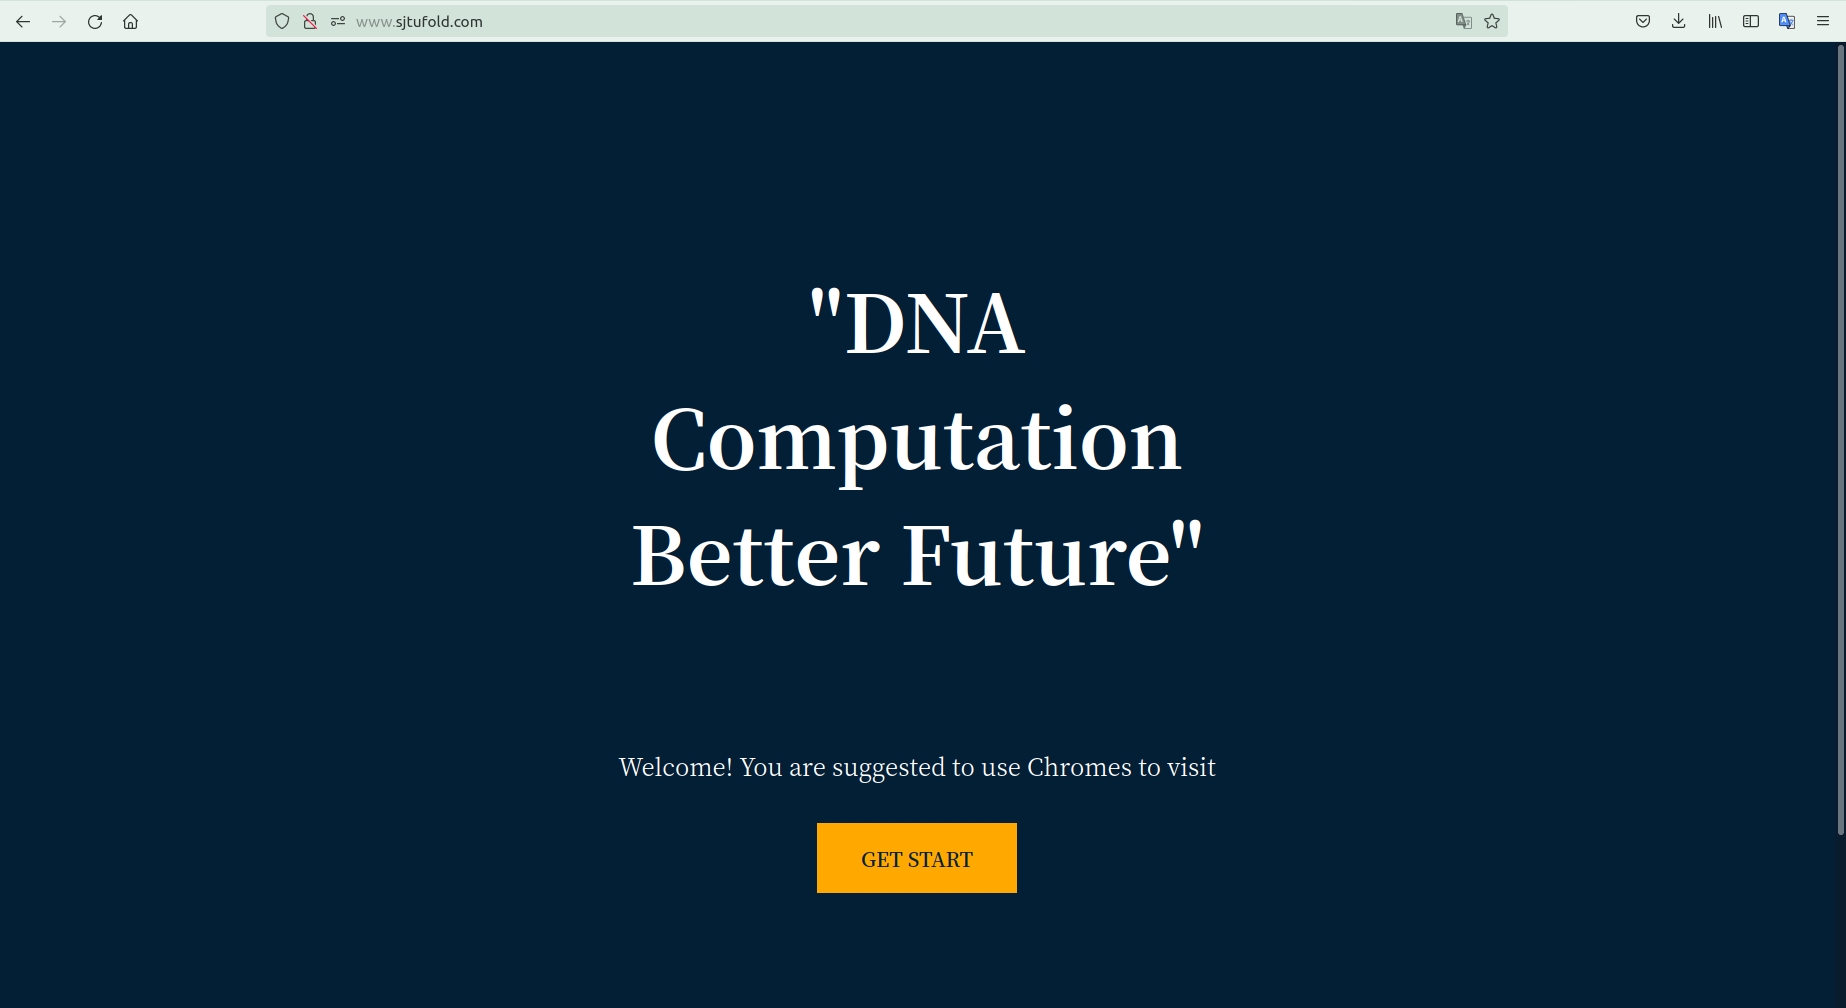 www.sjtufold.com
"DNA
Computation
Better Future"
Welcome! You are suggested to use Chromes to visit
GET START